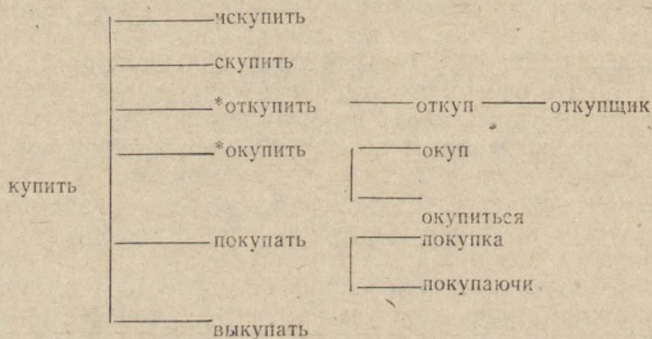 искупить
скупить
*откупить откуп откупщик
*окупить окуп
купить
окупиться
покупать покупка
покупаючи
выкупать